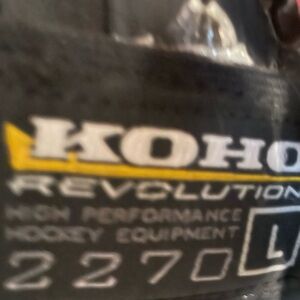 KOHO
REVOLUTION
HIGH PERFORMANCE
HOCKEY EQUIPMENT L
2270